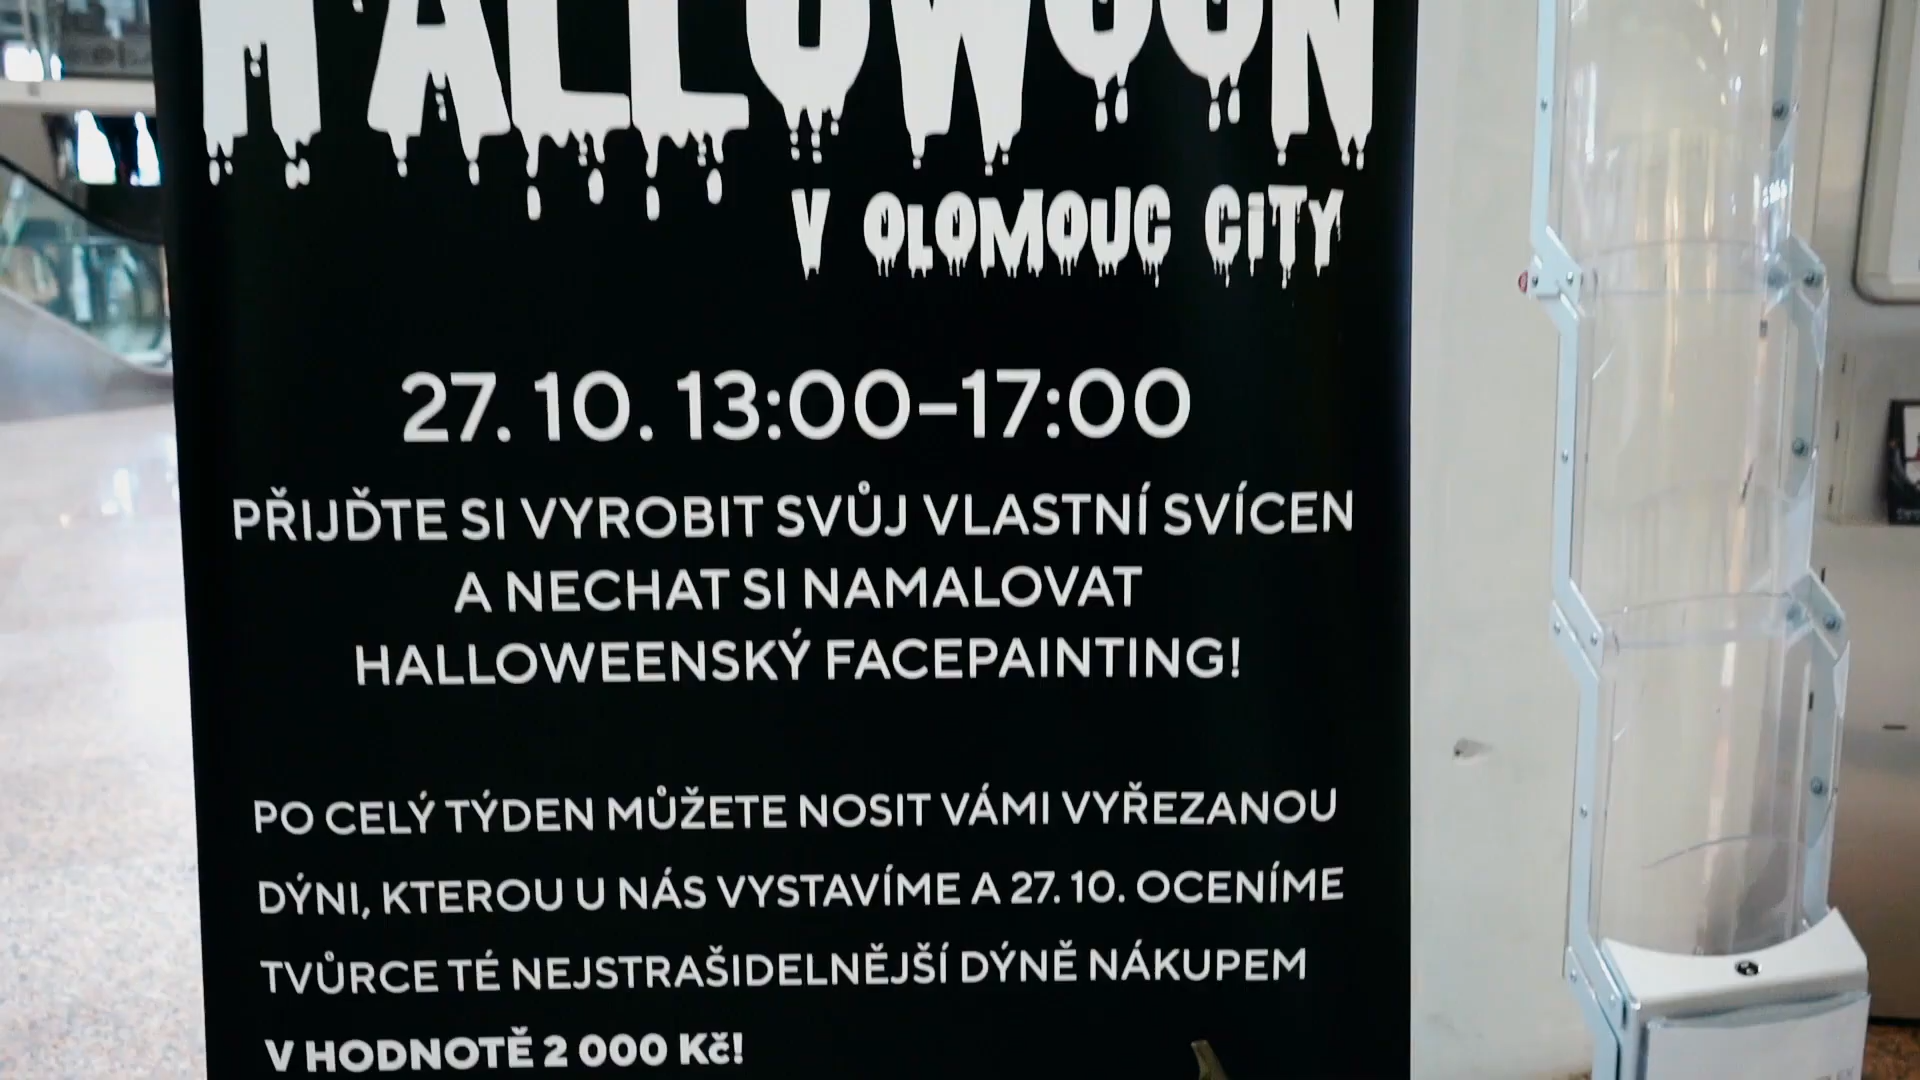 HALLOWOON
V OLOMOUC CITY
27. 10. 13:00–17:00
PŘIJĎTE SI VYROBIT SVŮJ VLASTNÍ SVÍCEN
A NECHAT SI NAMALOVAT
HALLOWEENSKÝ FACEPAINTING!
PO CELÝ TÝDEN MŮŽETE NOSIT VÁMI VYŘEZANOU
DÝNI, KTEROU U NÁS VYSTAVÍME A 27. 10. OCENÍME
TVŮRCE TÉ NEJSTRAŠIDELNĚJŠÍ DÝNĚ NÁKUPEM
V HODNOTĚ 2 000 Kč!